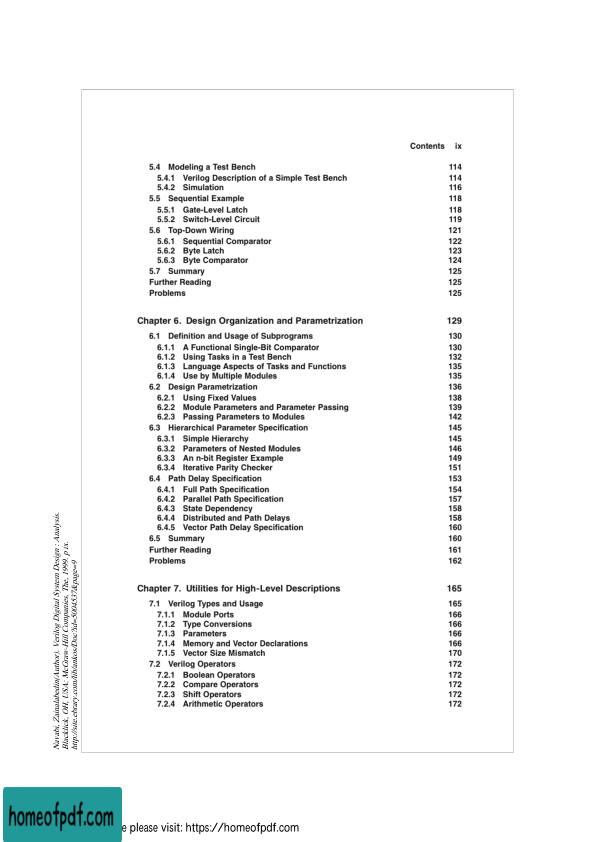 Contents ix
5.4 Modeling a Test Bench 114
5.4.1 Verilog Description of a Simple Test Bench 114
5.4.2 Simulation 116
5.5 Sequential Example 118
5.5.1 Gate-Level Latch 118
5.5.2 Switch-Level Circuit 119
5.6 Top-Down Wiring 121
5.6.1 Sequential Comparator 122
5.6.2 Byte Latch 123
5.6.3 Byte Comparator 124
5.7 Summary 125
Further Reading 125
Problems 125
Chapter 6. Design Organization and Parametrization 129
6.1 Definition and Usage of Subprograms 130
6.1.1 A Functional Single-Bit Comparator 130
6.1.2 Using Tasks in a Test Bench 132
6.1.3 Language Aspects of Tasks and Functions 135
6.1.4 Use by Multiple Modules 135
6.2 Design Parametrization 136
6.2.1 Using Fixed Values 138
6.2.2 Module Parameters and Parameter Passing 139
6.2.3 Passing Parameters to Modules 142
6.3 Hierarchical Parameter Specification 145
6.3.1 Simple Hierarchy 145
6.3.2 Parameters of Nested Modules 146
6.3.3 An n-bit Register Example 149
6.3.4 Iterative Parity Checker 151
6.4 Path Delay Specification 153
6.4.1 Full Path Specification 154
6.4.2 Parallel Path Specification 157
6.4.3 State Dependency 158
6.4.4 Distributed and Path Delays 158
6.4.5 Vector Path Delay Specification 160
6.5 Summary 160
Further Reading 161
Problems 162
Chapter 7. Utilities for High-Level Descriptions 165
7.1 Verilog Types and Usage 165
7.1.1 Module Ports 166
7.1.2 Type Conversions 166
7.1.3 Parameters 166
7.1.4 Memory and Vector Declarations 166
7.1.5 Vector Size Mismatch 170
7.2 Verilog Operators 172
7.2.1 Boolean Operators 172
7.2.2 Compare Operators 172
7.2.3 Shift Operators 172
7.2.4 Arithmetic Operators 172
Navabi, Zainalabedin(Author). Verilog Digital System Design : Analysis.
Blacklick, OH, USA: McGraw-Hill Companies, The, 1999. p ix.
http://site.ebrary.com/lib/ankos/Doc?id=5004537&page=9
homeofpdf.com
e please visit: https://homeofpdf.com